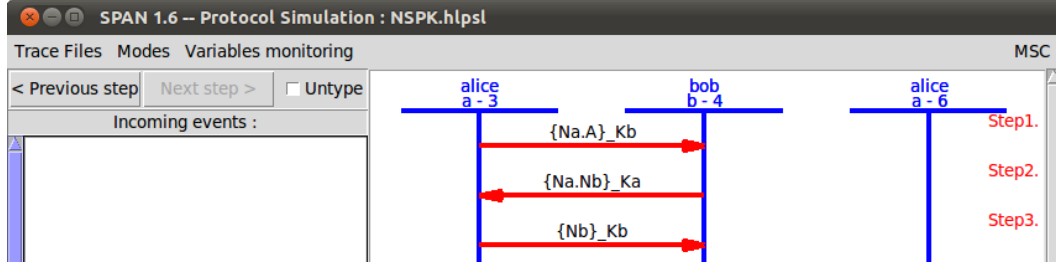 SPAN 1.6 -- Protocol Simulation : NSPK.hlpsl
Trace Files Modes Variables monitoring MSC
< Previous step Next step > Untype
Incoming events :
alice bob alice
a - 3 b - 4 a - 6
Step1.
{Na.A}_Kb
Step2.
{Na.Nb}_Ka
Step3.
{Nb}_Kb